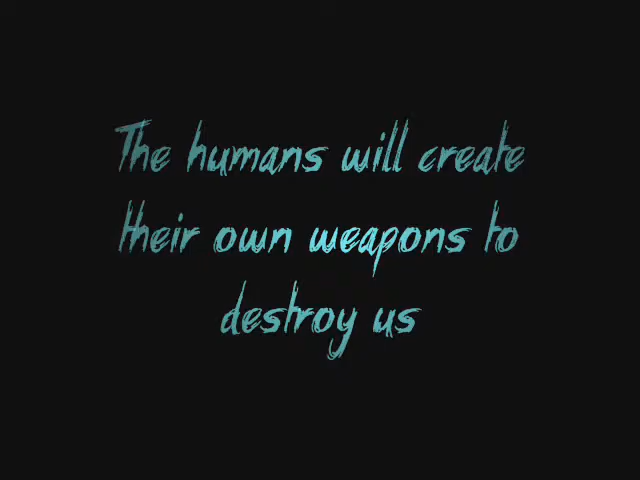 The humans will create
their own weapons to
destroy us